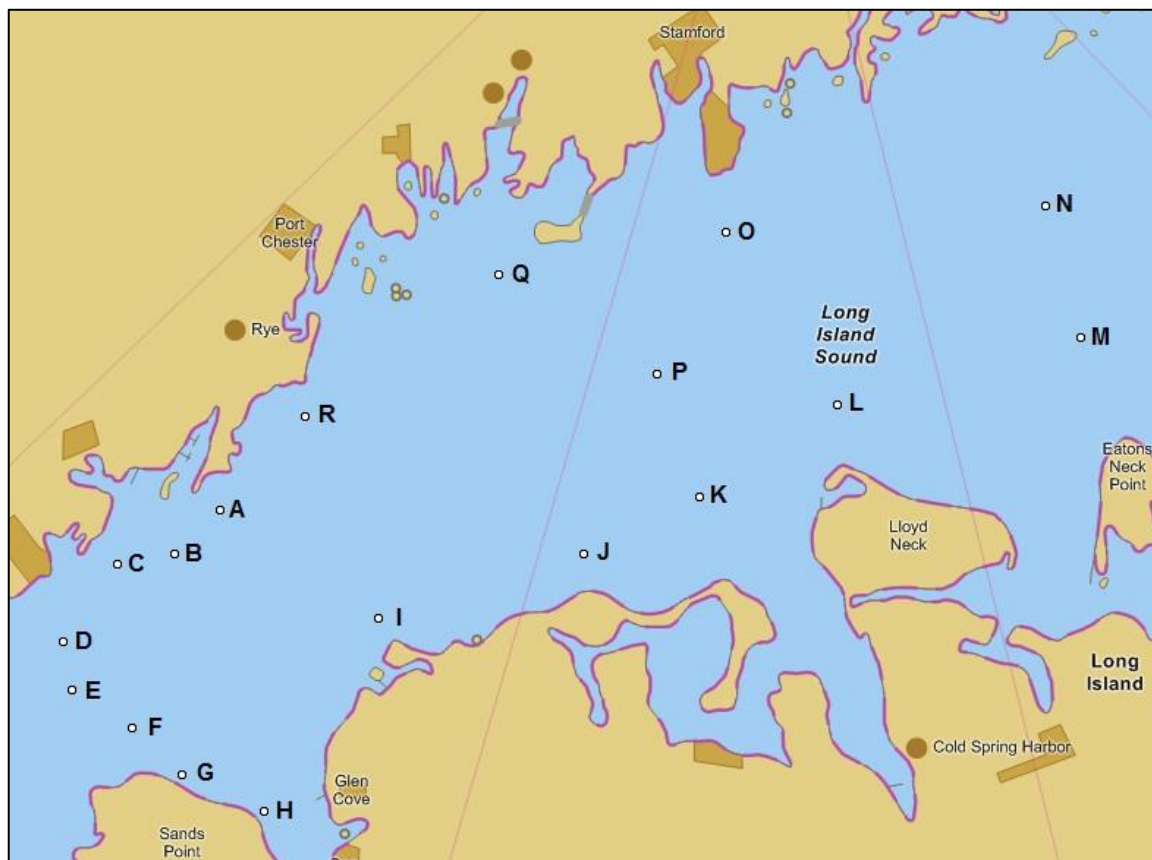 Stamford
N
Port
Chester
O
Q
Long
Island
Sound
Rye
M
P
L
R
Eatons
Neck
Point
K
A
Lloyd
Neck
B
J
C
I
D
Long
Island
E
F
Cold Spring Harbor
G
Glen
Cove
H
Sands
Point